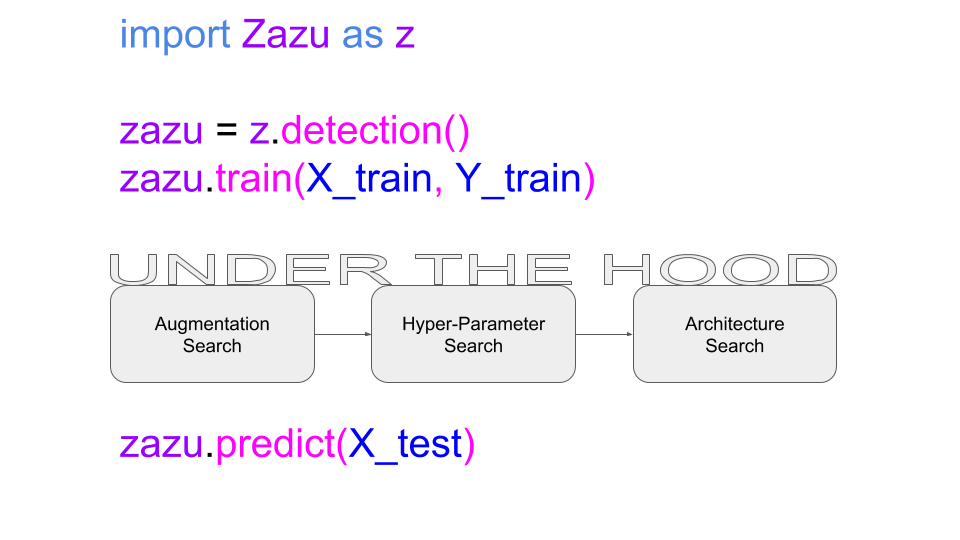 import Zazu as z
zazu = z.detection()
zazu.train(X_train, Y_train)
UNDER THE HOOD
Augmentation
Search
Hyper-Parameter
Search
Architecture
Search
zazu.predict(X_test)